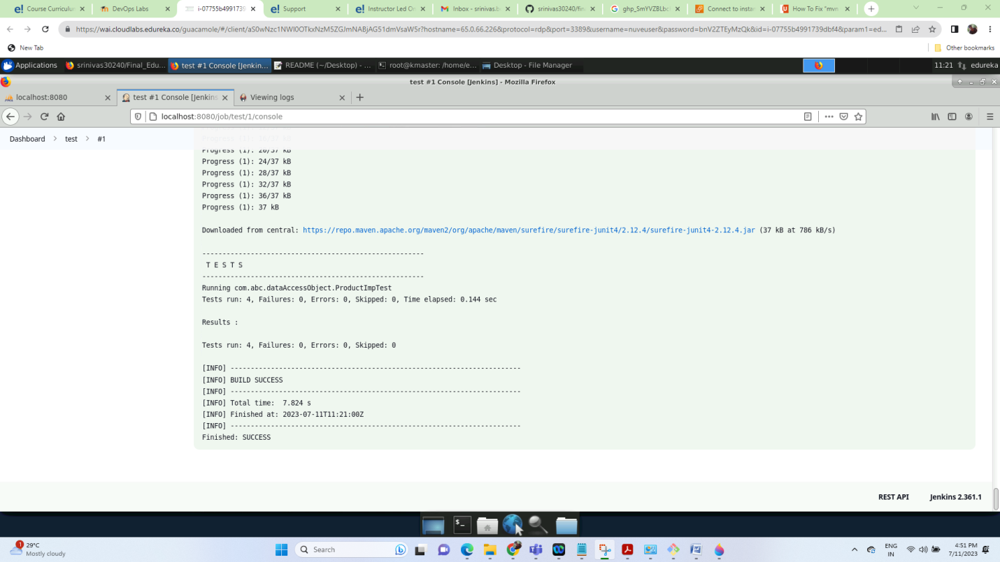 Course Curriculum
DevOps Labs
i-07755b4991739
Support
Instructor Led On
Inbox - srinivas.b
srinivas30240/fin
ghp_SmYVZBLbc
Connect to instan
How To Fix "mvn
https://wai.cloudlabs.edureka.co/guacamole/#/client/aS0wNzc1NWI0OTkxNzM5ZGJmNABjAG51dmVsaW5r?hostname=65.0.66.226&protocol=rdp&port=3389&username=nuveuser&password=bnV2ZTEyMzQk&id=i-07755b4991739dbf4&param1=ed...
New Tab
Other bookmarks
Applications
srinivas30240/Final_Edu...
test #1 Console [Jenkin...
README (~/Desktop) - ...
root@kmaster: /home/e...
Desktop - File Manager
11:21
edureka
test #1 Console [Jenkins] - Mozilla Firefox
localhost:8080
test #1 Console [Jenkins
Viewing logs
localhost:8080/job/test/1/console
Dashboard > test > #1
Progress (1): 20/37 kB
Progress (1): 24/37 kB
Progress (1): 28/37 kB
Progress (1): 32/37 kB
Progress (1): 36/37 kB
Progress (1): 37 kB
Downloaded from central: https://repo.maven.apache.org/maven2/org/apache/maven/surefire/surefire-junit4/2.12.4/surefire-junit4-2.12.4.jar (37 kB at 786 kB/s)
-------------------------------------------------------
T E S T S
-------------------------------------------------------
Running com.abc.dataAccessObject.ProductImpTest
Tests run: 4, Failures: 0, Errors: 0, Skipped: 0, Time elapsed: 0.144 sec
Results :
Tests run: 4, Failures: 0, Errors: 0, Skipped: 0
[INFO] ------------------------------------------------------------------------
[INFO] BUILD SUCCESS
[INFO] ------------------------------------------------------------------------
[INFO] Total time:  7.824 s
[INFO] Finished at: 2023-07-11T11:21:00Z
[INFO] ------------------------------------------------------------------------
Finished: SUCCESS
REST API
Jenkins 2.361.1
1
29°C
Mostly cloudy
Search
ENG
IN
4:51 PM
7/11/2023